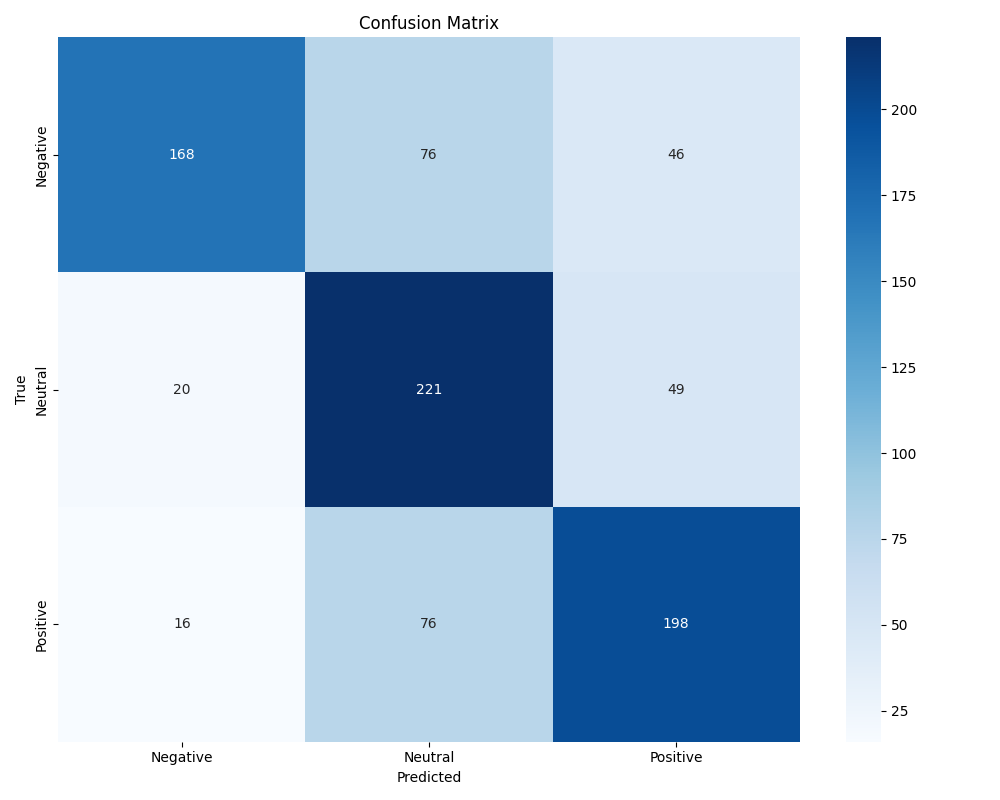 Confusion Matrix
Negative
168
76
46
Neutral
20
221
49
Positive
16
76
198
True
Negative
Neutral
Positive
Predicted
200
175
150
125
100
75
50
25